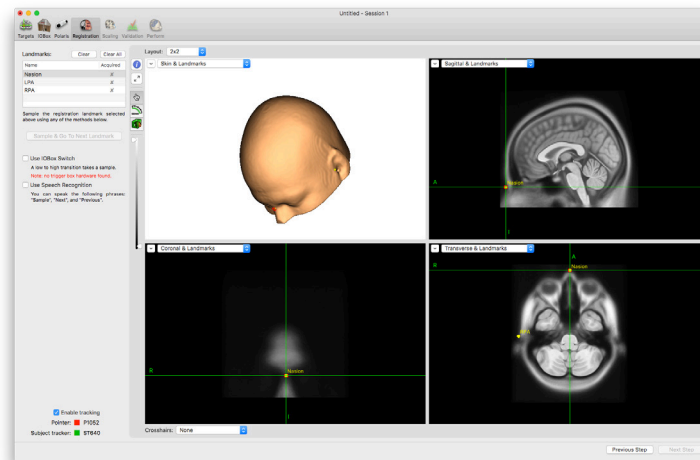 Untitled - Session 1
Targets IOBox Polaris Registration Scaling Validation Perform
Landmarks: Clear Clear All
Name Acquired
Nasion
LPA
RPA
Sample the registration landmark selected
above using any of the methods below.
Sample & Go To Next Landmark
Use IOBox Switch
A low to high transition takes a sample.
Note: no trigger box hardware found.
Use Speech Recognition
You can speak the following phrases:
"Sample", "Next", and "Previous".
Enable tracking
Pointer: P1052
Subject tracker: ST640
Layout: 2x2
Skin & Landmarks
Sagittal & Landmarks
A
Nasion
I
Coronal & Landmarks
R
Nasion
I
Transverse & Landmarks
A
R
Nasion
RPA
Crosshairs: None
Previous Step Next Step